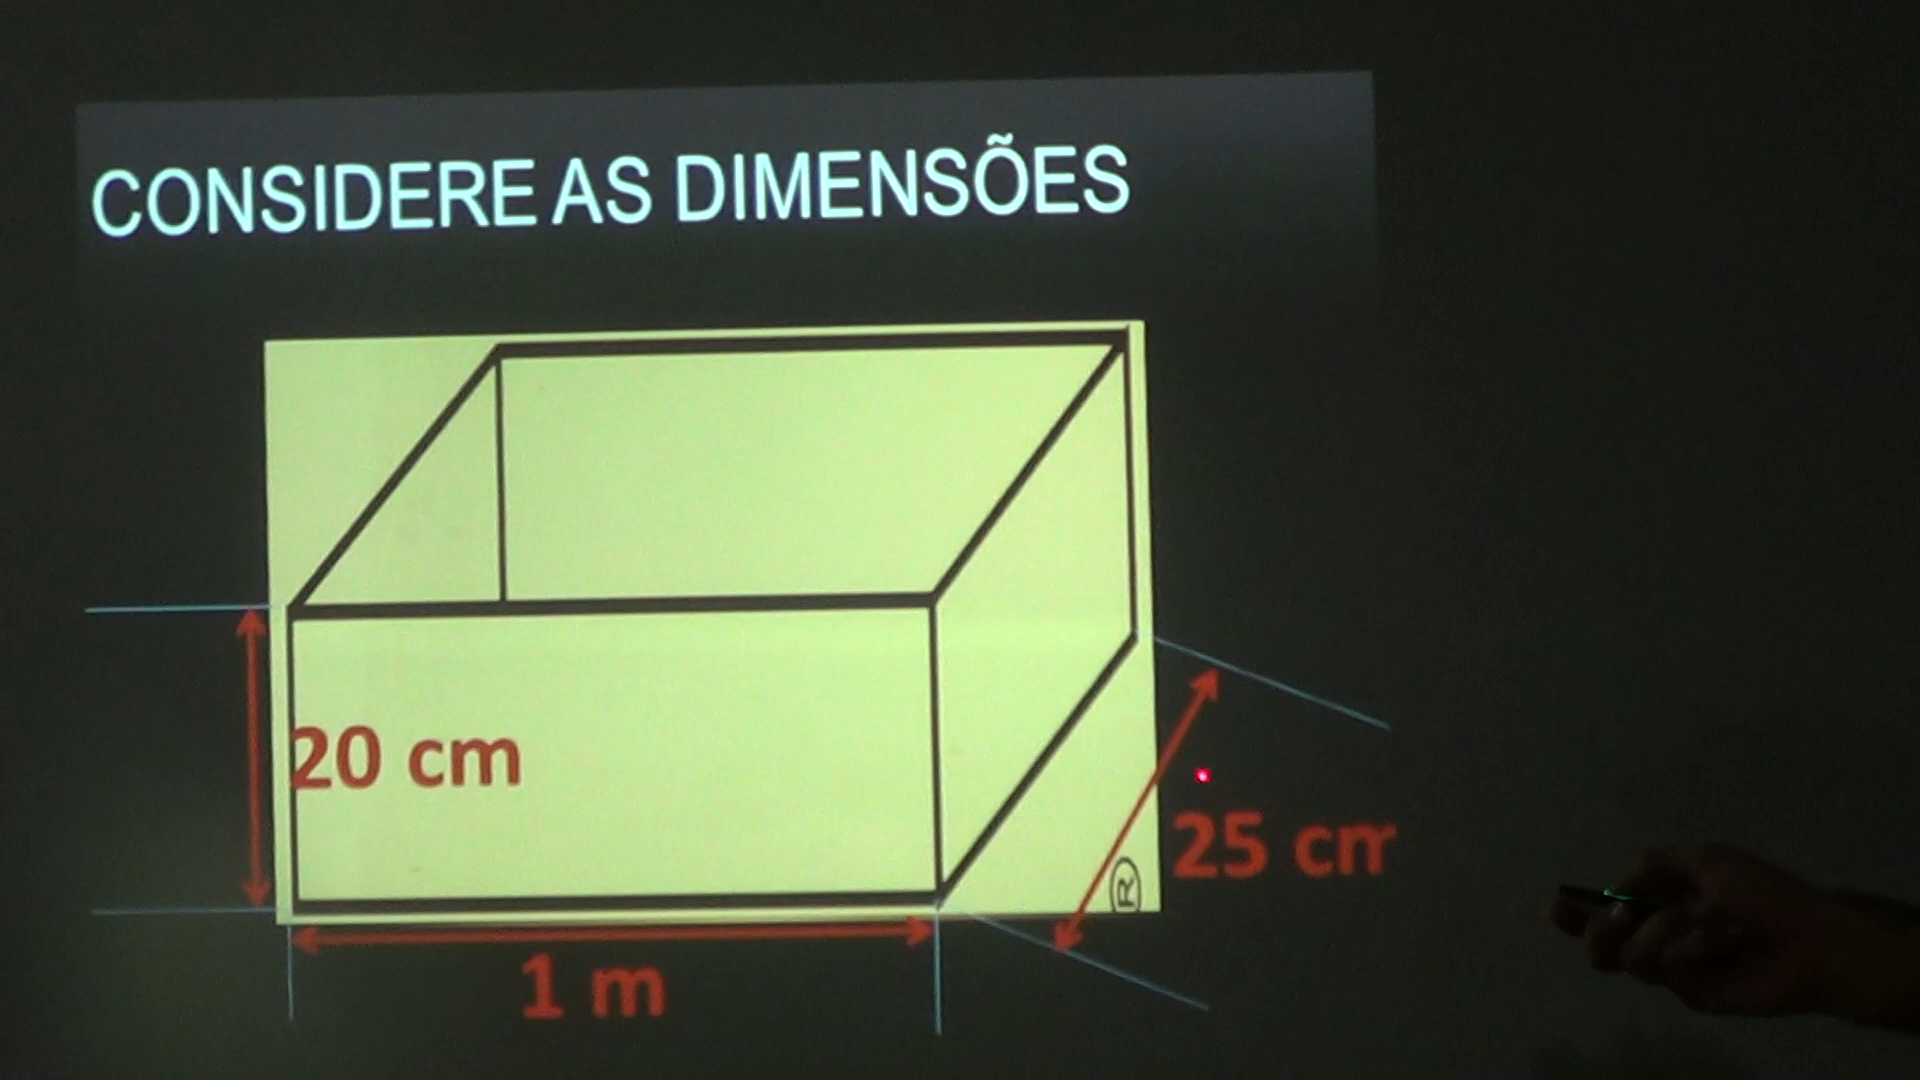 CONSIDERE AS DIMENSÕES
20 cm
25 cm
1 m
®